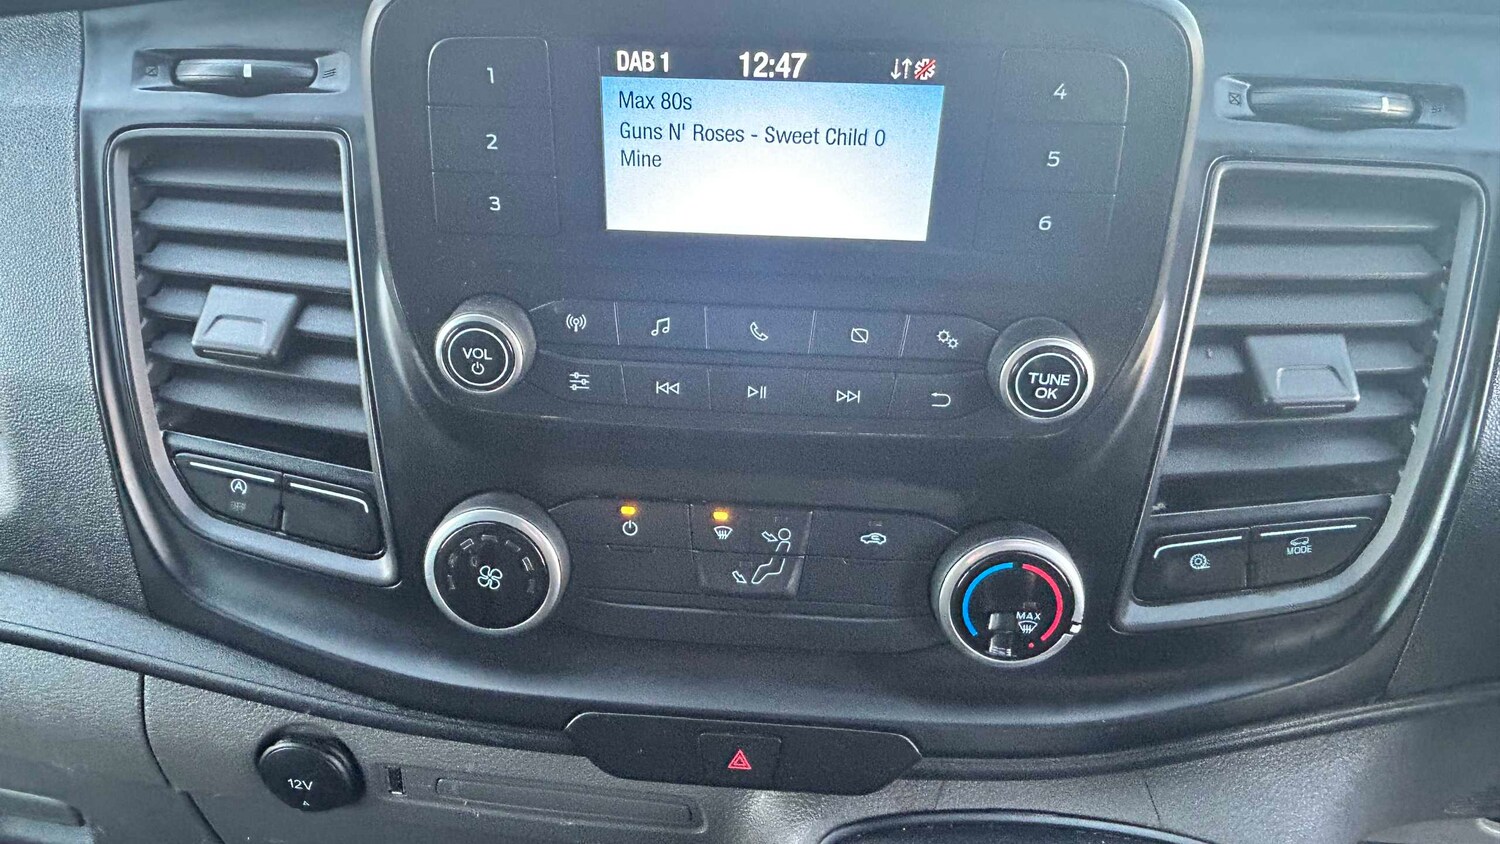 DAB 1 12:47
Max 80s
Guns N' Roses - Sweet Child O
Mine
1
2
3
4
5
6
VOL
TUNE
OK
A
OFF
MODE
MAX
12V